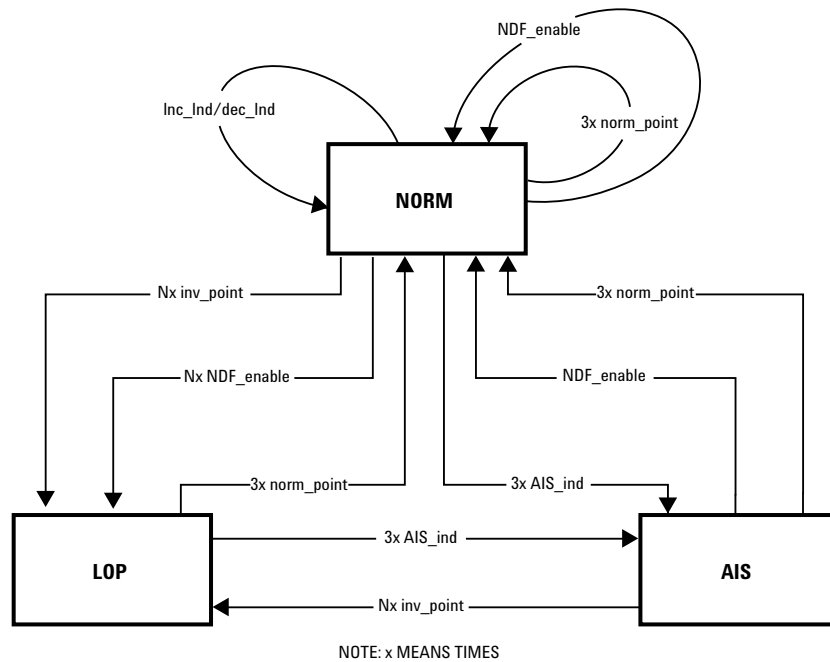 NDF_enable
Inc_Ind/dec_Ind
3x norm_point
NORM
Nx inv_point
3x norm_point
Nx NDF_enable
NDF_enable
3x norm_point
3x AIS_ind
LOP
3x AIS_ind
AIS
Nx inv_point
NOTE: x MEANS TIMES